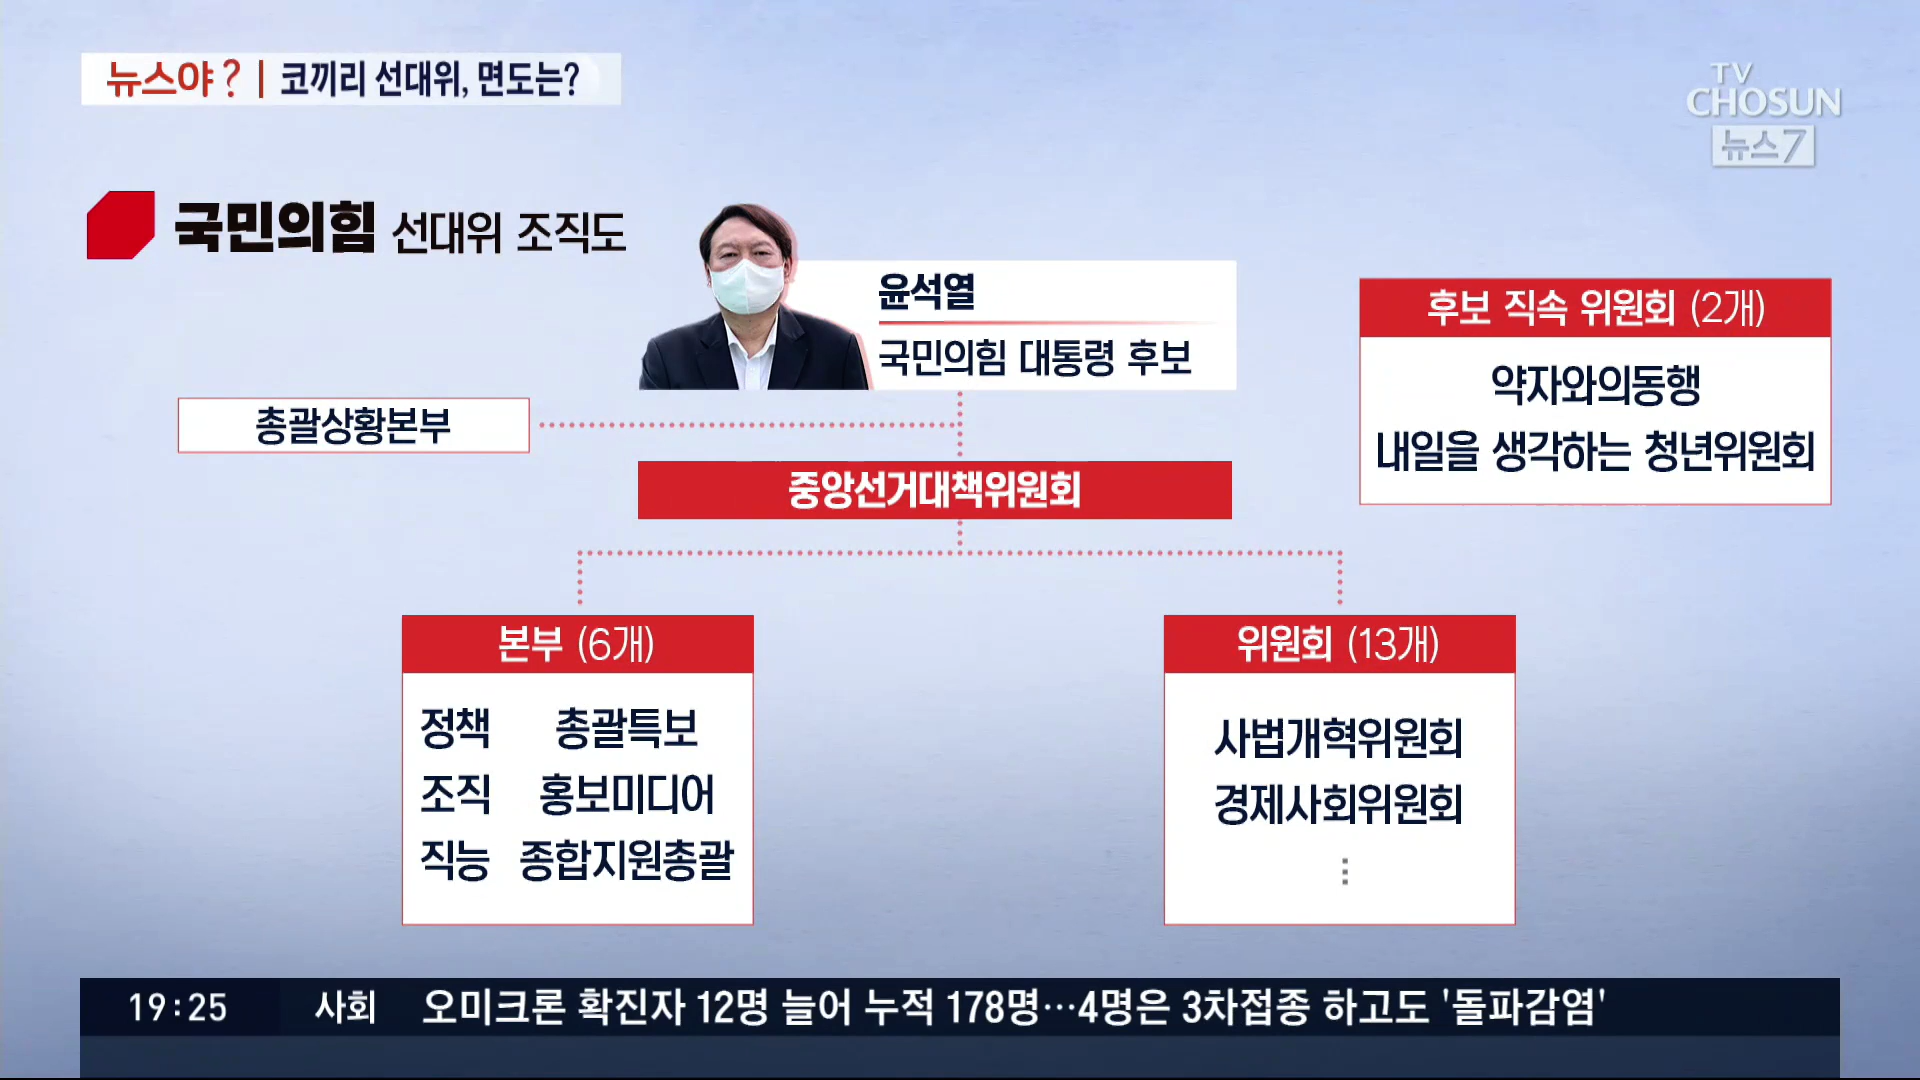 뉴스야? | 코끼리 선대위, 면도는?
TV
CHOSUN
뉴스7
국민의힘 선대위 조직도
윤석열
국민의힘 대통령 후보
후보 직속 위원회 (2개)
약자와의동행
내일을 생각하는 청년위원회
총괄상황본부
중앙선거대책위원회
본부 (6개)
정책 총괄특보
조직 홍보미디어
직능 종합지원총괄
위원회 (13개)
사법개혁위원회
경제사회위원회
⋮
19:25 사회 오미크론 확진자 12명 늘어 누적 178명…4명은 3차접종 하고도 '돌파감염'